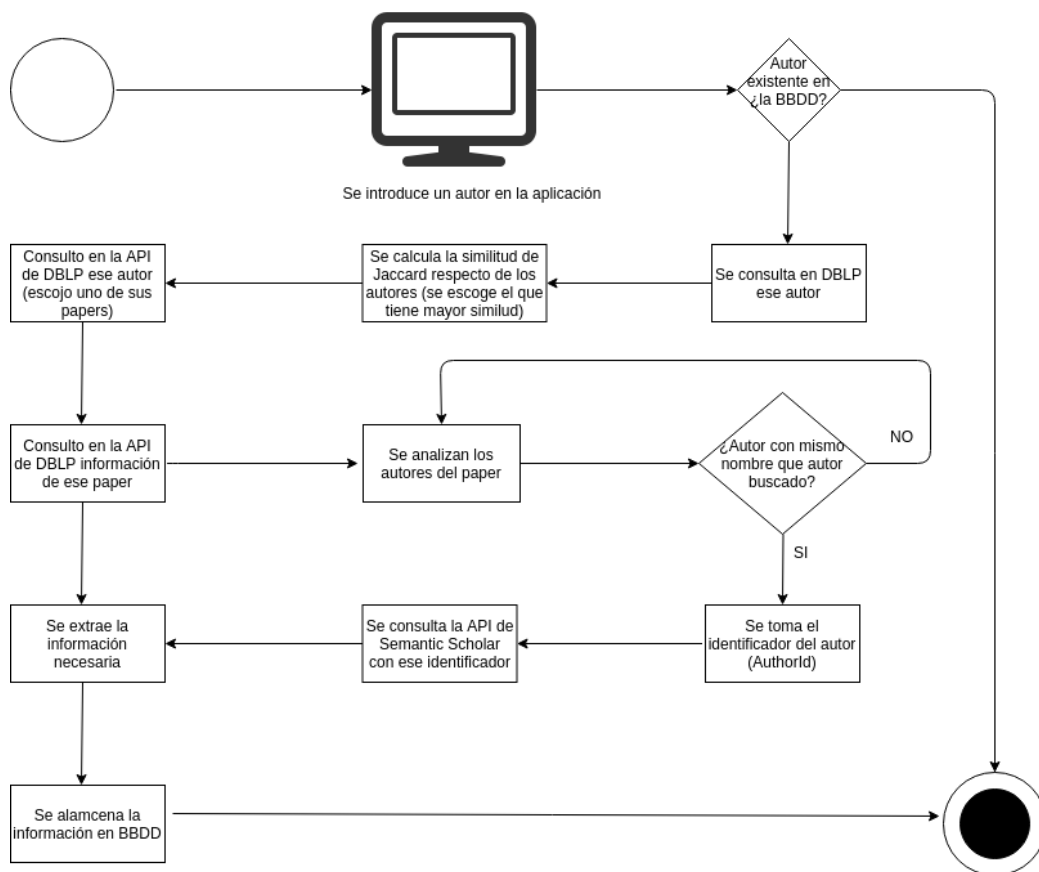 Autor
existente en
¿la BBDD?
Se introduce un autor en la aplicación
Consulto en la API
de DBLP ese autor
(escojo uno de sus
papers)
Se calcula la similitud de
Jaccard respecto de los
autores (se escoge el que
tiene mayor similud)
Se consulta en DBLP
ese autor
Consulto en la API
de DBLP información
de ese paper
Se analizan los
autores del paper
¿Autor con mismo
nombre que autor
buscado?
NO
SI
Se extrae la
información
necesaria
Se consulta la API de
Semantic Scholar
con ese identificador
Se toma el
identificador del autor
(AuthorId)
Se alamcena la
información en BBDD